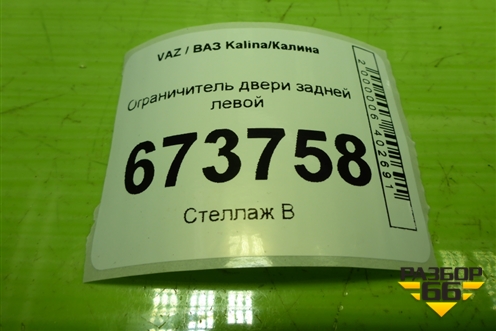 VAZ / ВАЗ Kalina/Калина
Ограничитель двери задней
левой
673758
Стеллаж В
2000006402691
РАЗБОР
66